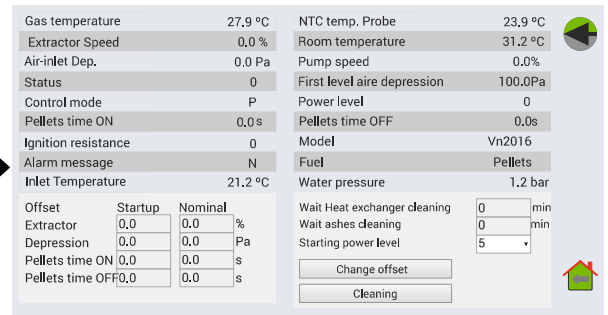 Gas temperature 27.9 ºC
Extractor Speed 0.0 %
Air-inlet Dep. 0.0 Pa
Status 0
Control mode P
Pellets time ON 0.0 s
Ignition resistance 0
Alarm message N
Inlet Temperature 21.2 ºC
NTC temp. Probe 23.9 ºC
Room temperature 31.2 ºC
Pump speed 0.0%
First level aire depression 100.0Pa
Power level 0
Pellets time OFF 0.0s
Model Vn2016
Fuel Pellets
Water pressure 1.2 bar
Offset Startup Nominal
Extractor 0.0 0.0 %
Depression 0.0 0.0 Pa
Pellets time ON 0.0 0.0 s
Pellets time OFF 0.0 0.0 s
Wait Heat exchanger cleaning 0 min
Wait ashes cleaning 0 min
Starting power level 5
Change offset
Cleaning